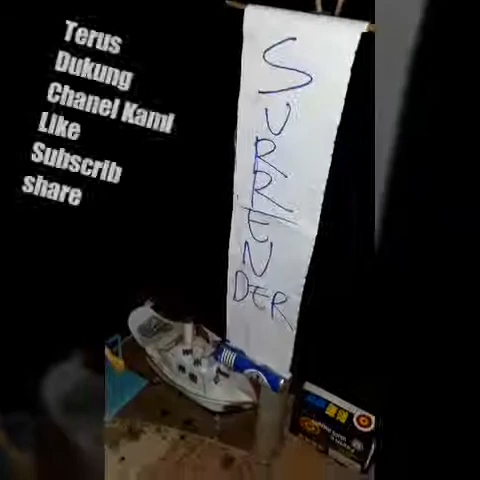 Terus
Dukung
Chanel Kami
Like
Subscrib
share
SURRENDER